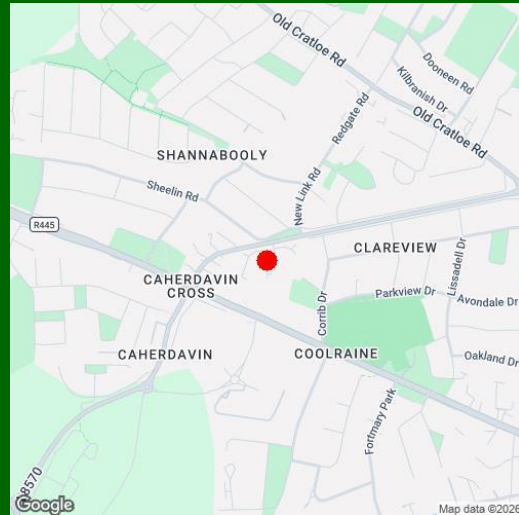 Old Cratloe Rd
Dooneen Rd
Kilbranish Dr
Old Cratloe Rd
Redgate Rd
SHANNABOOLY
Sheelin Rd
New Link Rd
R445
CLAREVIEW
Lissadell Dr
CAHERDAVIN
CROSS
Parkview Dr
Avondale Dr
Corrib Dr
CAHERDAVIN
COOLRAINE
Oakland Dr
Fortmary Park
8570
Google
Map data ©2026